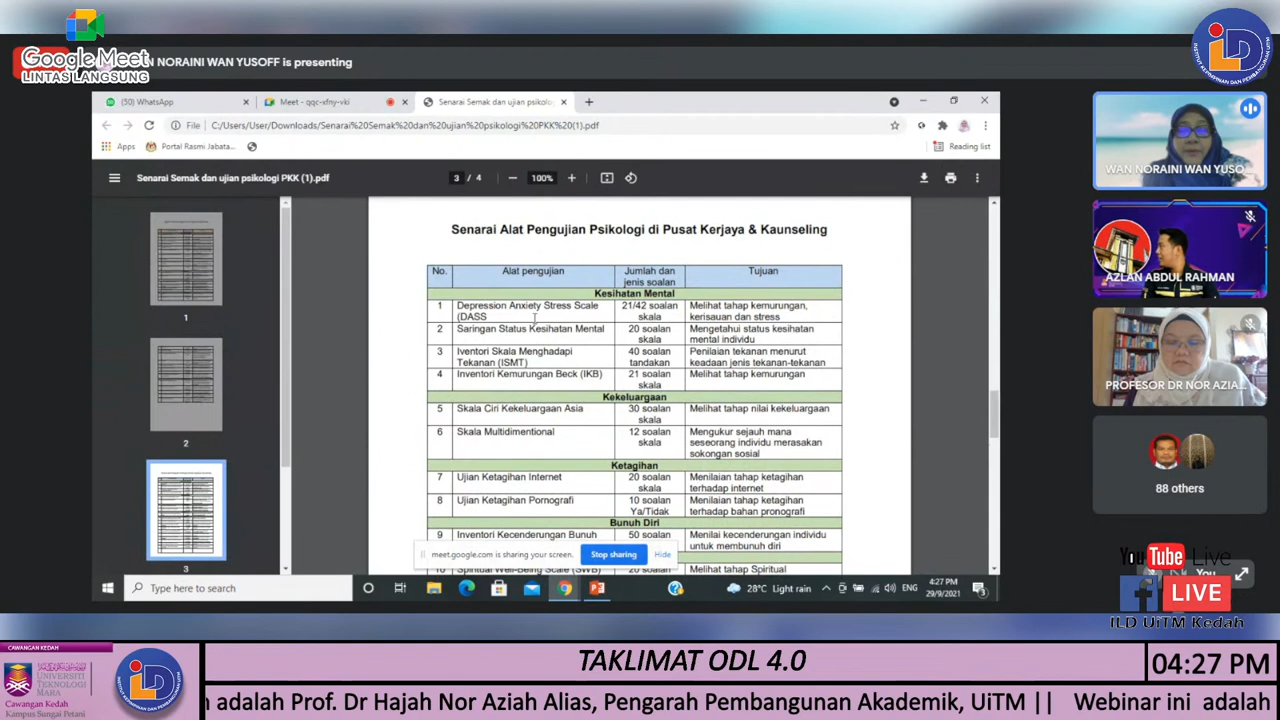 Google Meet
LINTAS LANGSUNG
N NORAINI WAN YUSOFF is presenting
(50) WhatsApp
Meet - qqc-xfny-vki
Senarai Semak dan ujian psikolo
File
C:/Users/User/Downloads/Senarai%20Semak%20dan%20ujian%20psikologi%20PKK%20(1).pdf
Apps
Portal Rasmi Jabata...
Reading list
Senarai Semak dan ujian psikologi PKK (1).pdf
3 / 4
100%
1
2
3
Senarai Alat Pengujian Psikologi di Pusat Kerjaya & Kaunseling
No. Alat pengujian Jumlah dan jenis soalan Tujuan
Kesihatan Mental
1 Depression Anxiety Stress Scale (DASS 21/42 soalan skala Melihat tahap kemurungan, kerisauan dan stress
2 Saringan Status Kesihatan Mental 20 soalan skala Mengetahui status kesihatan mental individu
3 Iventori Skala Menghadapi Tekanan (ISMT) 40 soalan tandakan Penilaian tekanan menurut keadaan jenis tekanan-tekanan
4 Inventori Kemurungan Beck (IKB) 21 soalan skala Melihat tahap kemurungan
Kekeluargaan
5 Skala Ciri Kekeluargaan Asia 30 soalan skala Melihat tahap nilai kekeluargaan
6 Skala Multidimentional 12 soalan skala Mengukur sejauh mana seseorang individu merasakan sokongan sosial
Ketagihan
7 Ujian Ketagihan Internet 20 soalan skala Menilaian tahap ketagihan terhadap internet
8 Ujian Ketagihan Pornografi 10 soalan Ya/Tidak Menilaian tahap ketagihan terhadap bahan pronografi
Bunuh Diri
9 Inventori Kecenderungan Bunuh 50 soalan Menilai kecenderungan individu untuk membunuh diri
10 Spiritual Well-Being Scale (SWB) 20 soalan Melihat tahap Spiritual
meet.google.com is sharing your screen.
Stop sharing
Hide
Type here to search
28°C Light rain
ENG
4:27 PM
29/9/2021
3
WAN NORAINI WAN YUSO...
AZLAN ABDUL RAHMAN
PROFESOR DR NOR AZIA...
88 others
You
YouTube Live
LIVE
ILD UiTM Kedah
iLD
CAWANGAN KEDAH
UNIVERSITI
TEKNOLOGI
MARA
Cawangan Kedah
Kampus Sungai Petani
TAKLIMAT ODL 4.0
04:27 PM
n adalah Prof. Dr Hajah Nor Aziah Alias, Pengarah Pembangunan Akademik, UiTM || Webinar ini adalah